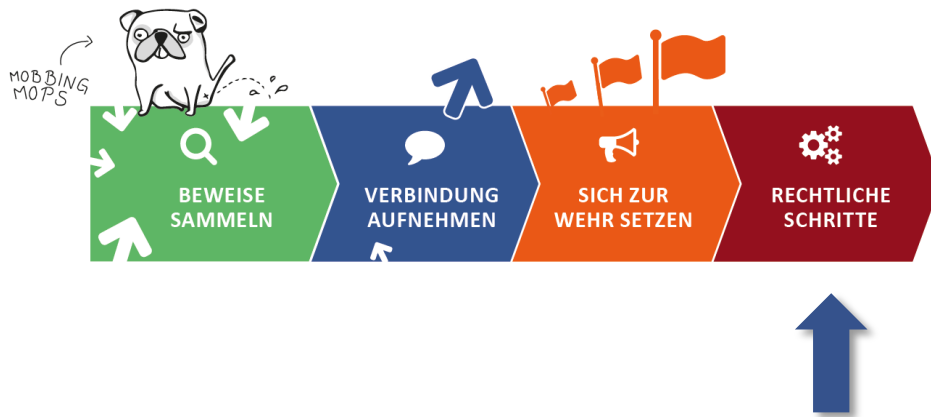 MOBBING
MOPS
BEWEISE
SAMMELN
VERBINDUNG
AUFNEHMEN
SICH ZUR
WEHR SETZEN
RECHTLICHE
SCHRITTE